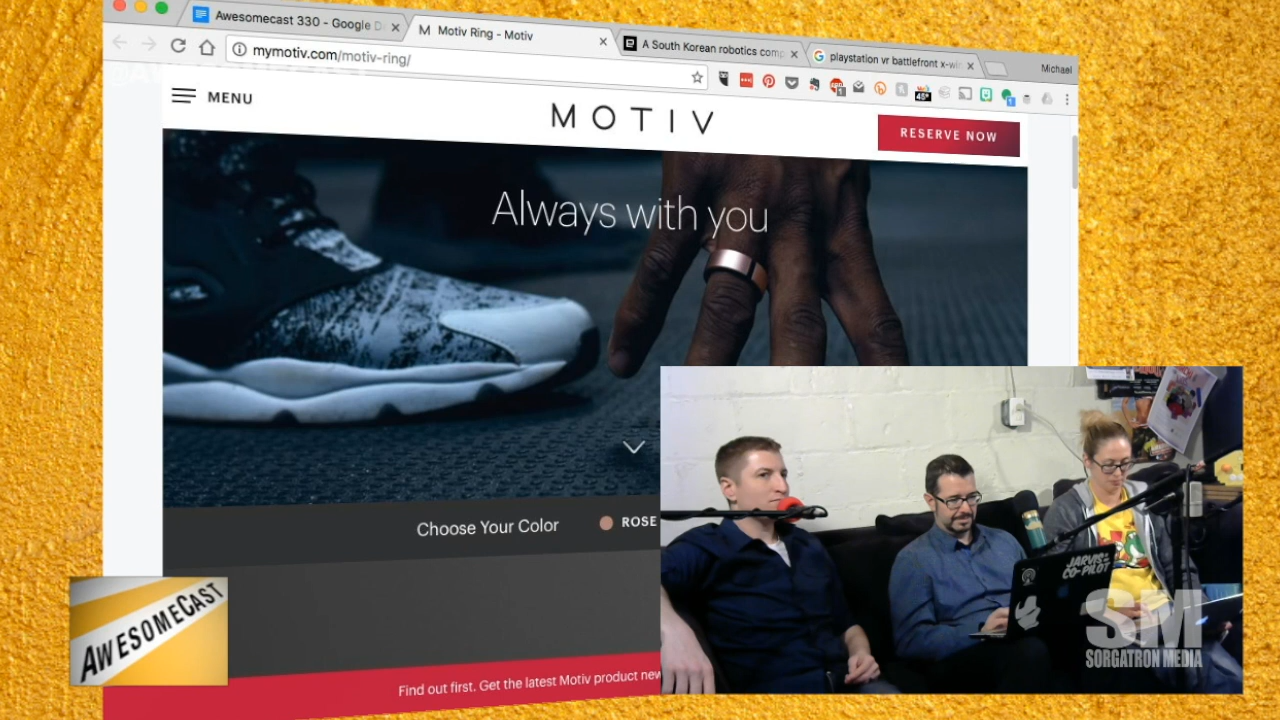 Awesomecast 330 - Google D
Motiv Ring - Motiv
A South Korean robotics comp
playstation vr battlefront x-win
Michael
mymotiv.com/motiv-ring/
45°
MENU
MOTIV
RESERVE NOW
Always with you
Choose Your Color
ROSE
Find out first. Get the latest Motiv product new
AWESOMECAST
JARVIS
CO-PILOT
SM
SORGATRON MEDIA